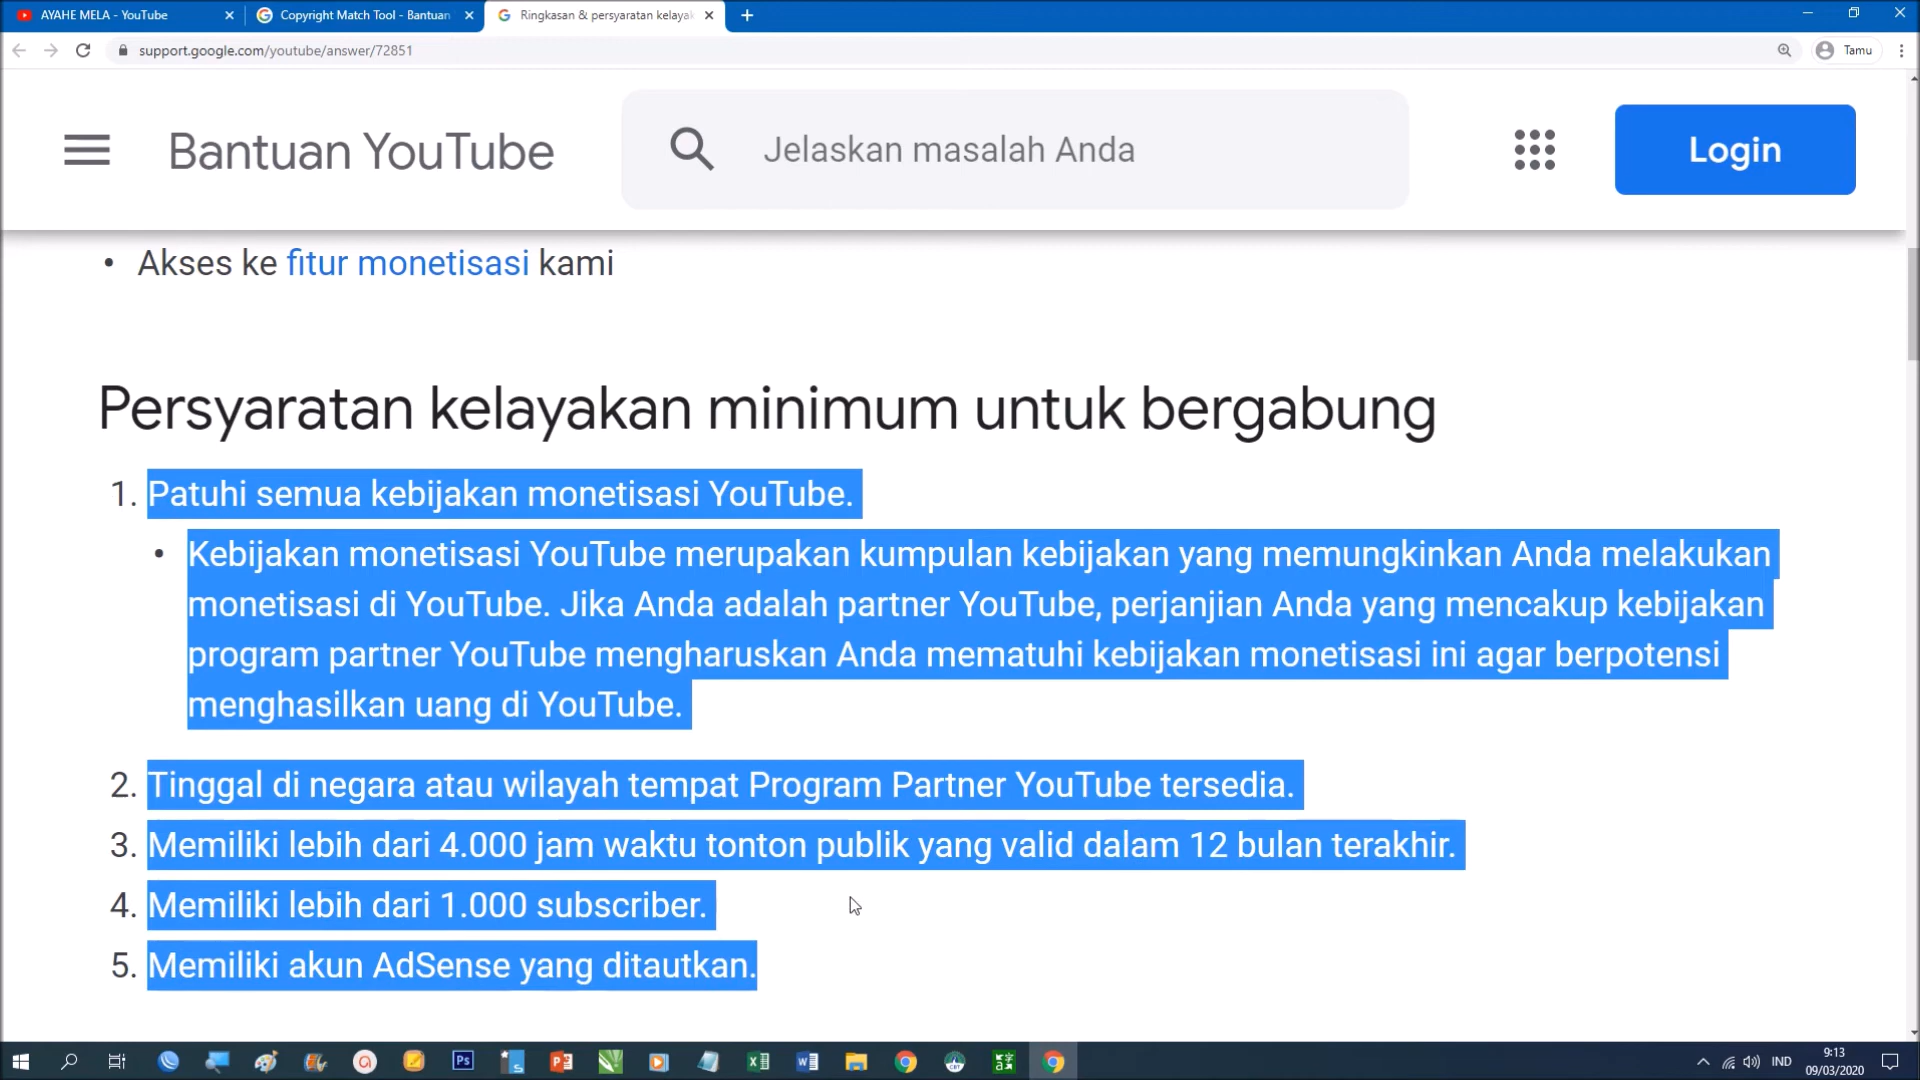 AYAHE MELA - YouTube
Copyright Match Tool - Bantuan
Ringkasan & persyaratan kelayak
support.google.com/youtube/answer/72851
Tamu
Bantuan YouTube
Jelaskan masalah Anda
Login
• Akses ke fitur monetisasi kami
Persyaratan kelayakan minimum untuk bergabung
1. Patuhi semua kebijakan monetisasi YouTube.
• Kebijakan monetisasi YouTube merupakan kumpulan kebijakan yang memungkinkan Anda melakukan
monetisasi di YouTube. Jika Anda adalah partner YouTube, perjanjian Anda yang mencakup kebijakan
program partner YouTube mengharuskan Anda mematuhi kebijakan monetisasi ini agar berpotensi
menghasilkan uang di YouTube.
2. Tinggal di negara atau wilayah tempat Program Partner YouTube tersedia.
3. Memiliki lebih dari 4.000 jam waktu tonton publik yang valid dalam 12 bulan terakhir.
4. Memiliki lebih dari 1.000 subscriber.
5. Memiliki akun AdSense yang ditautkan.
IND
9:13
09/03/2020